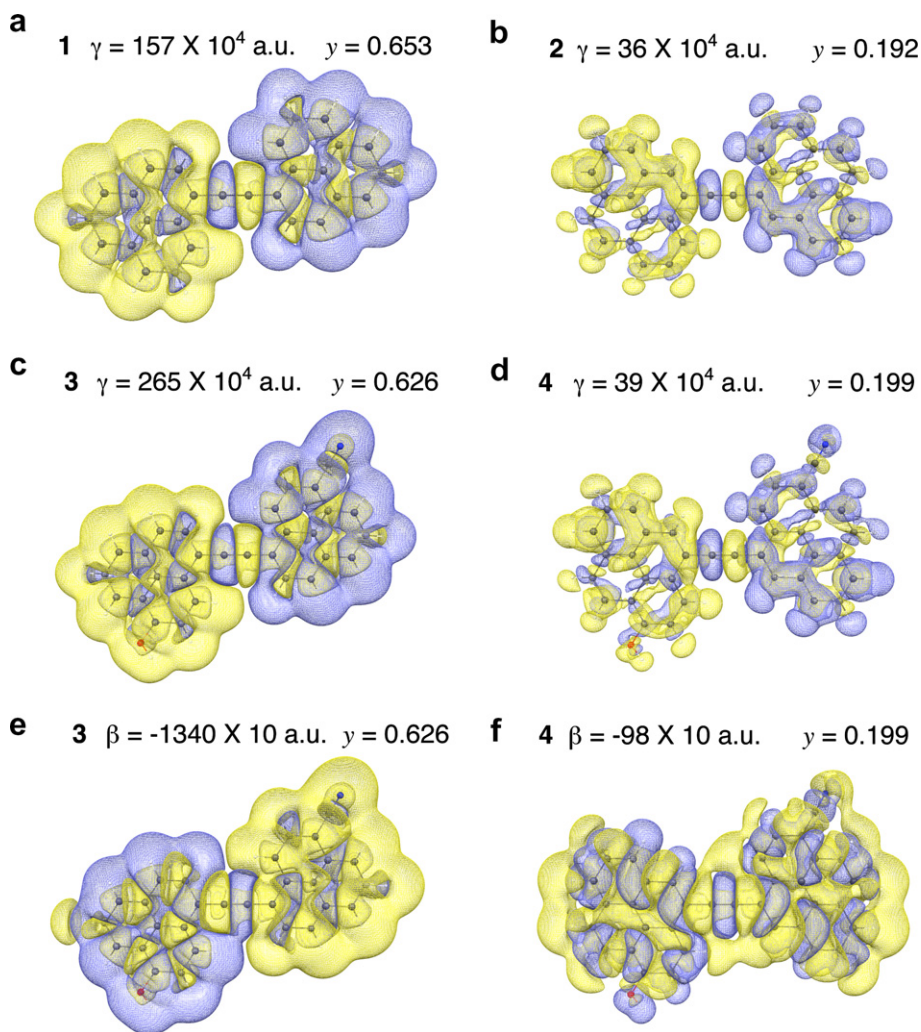 a 1 γ = 157 X 10⁴ a.u. y = 0.653
b 2 γ = 36 X 10⁴ a.u. y = 0.192
c 3 γ = 265 X 10⁴ a.u. y = 0.626
d 4 γ = 39 X 10⁴ a.u. y = 0.199
e 3 β = -1340 X 10 a.u. y = 0.626
f 4 β = -98 X 10 a.u. y = 0.199